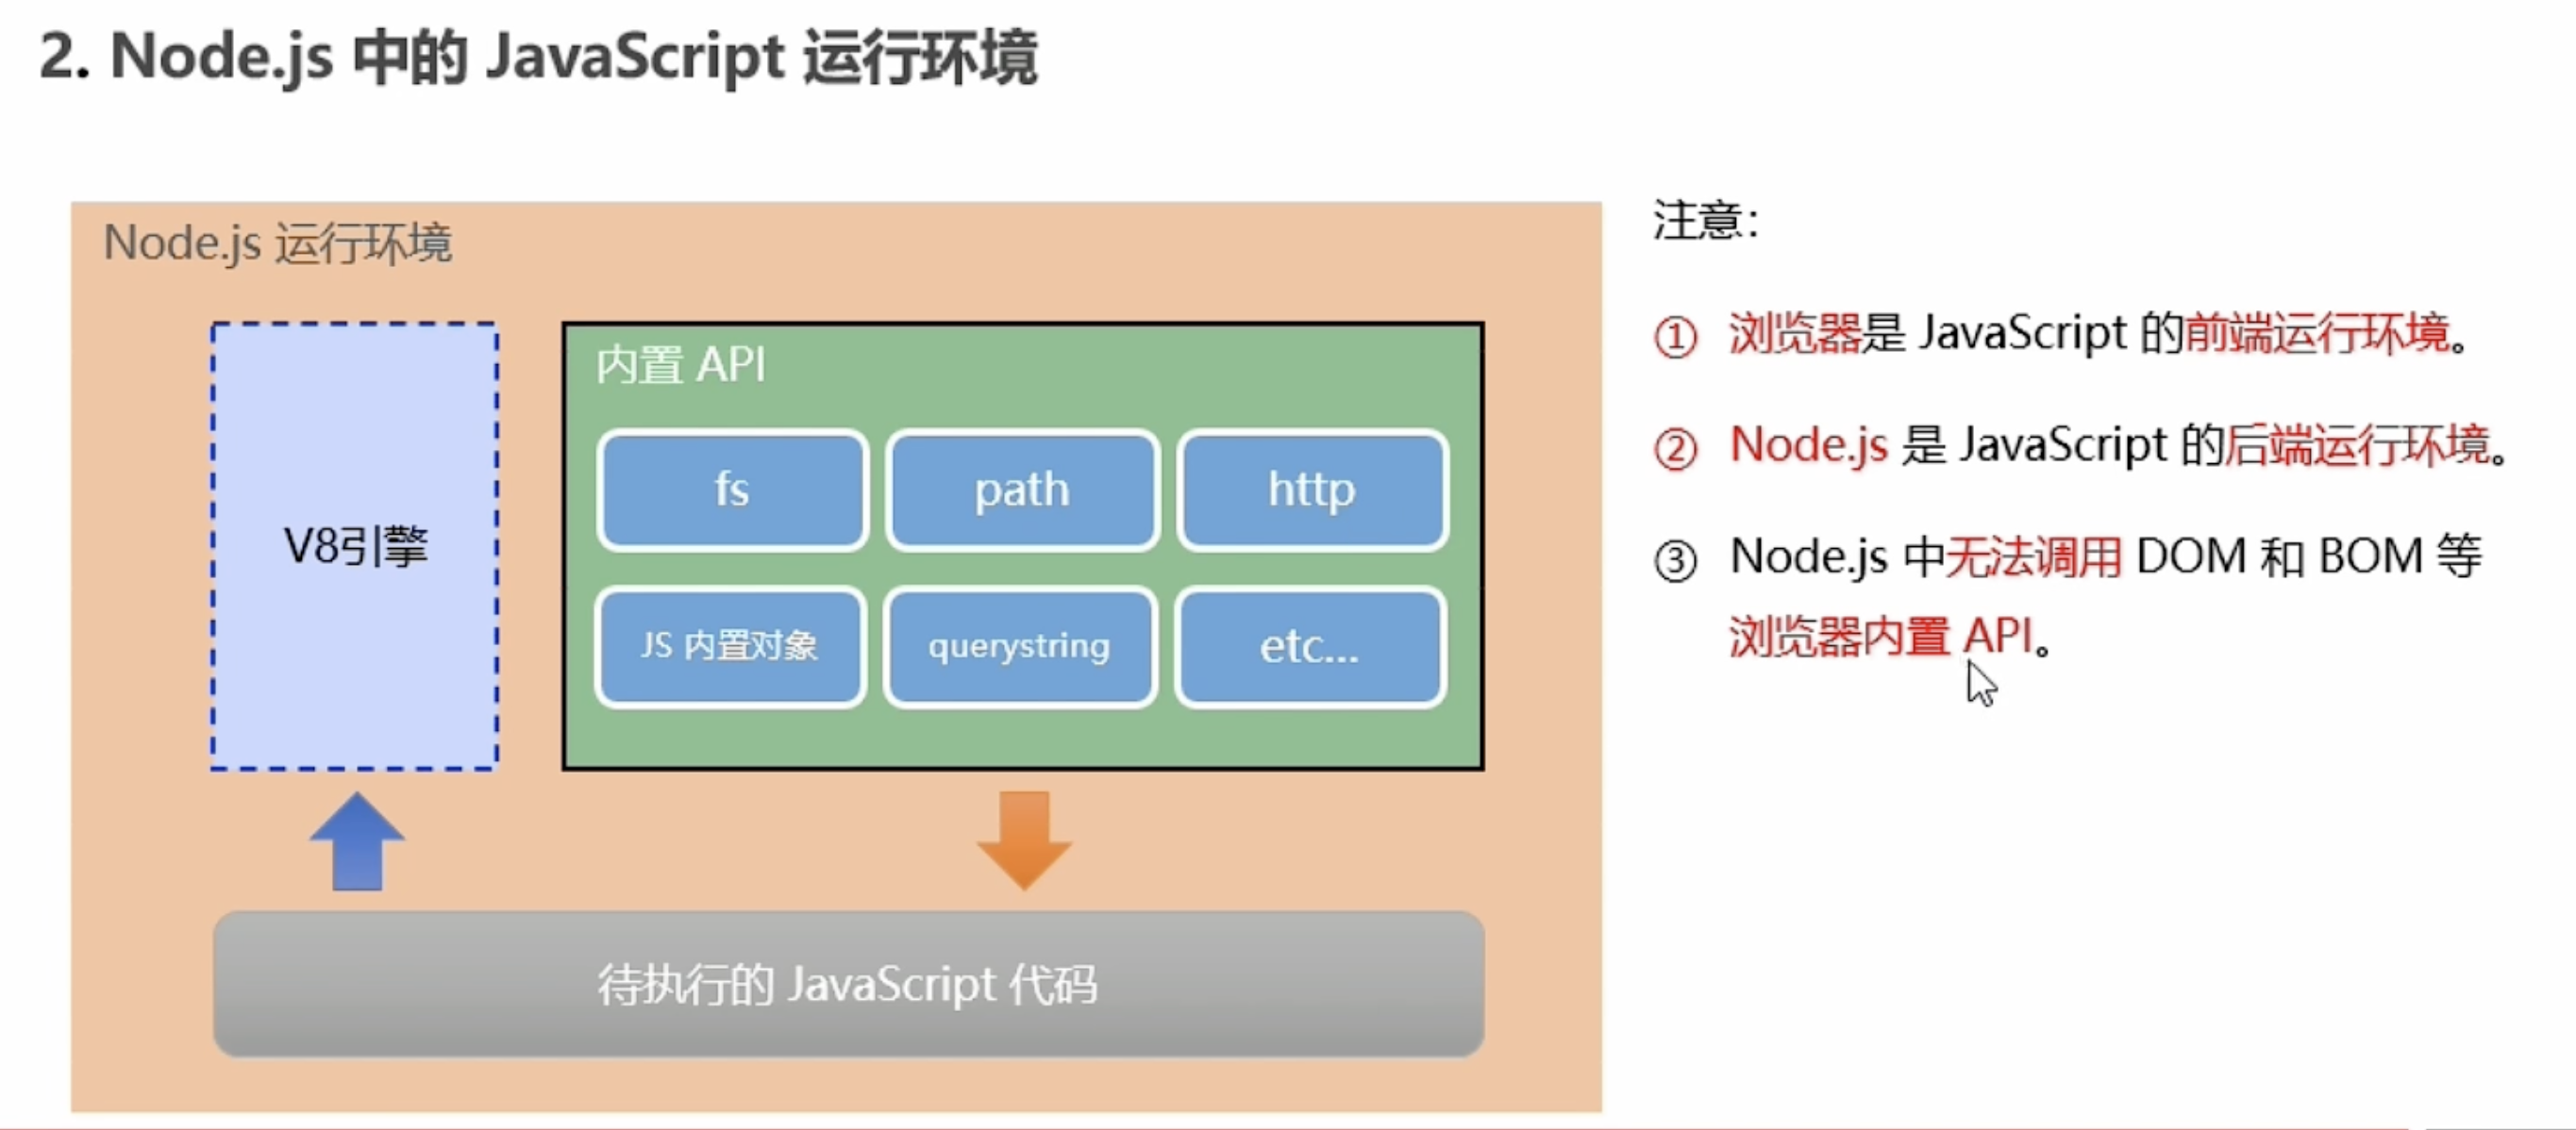 2. Node.js 中的 JavaScript 运行环境
Node.js 运行环境
V8引擎
内置 API
fs
path
http
JS 内置对象
querystring
etc...
待执行的 JavaScript 代码
注意：
① 浏览器是 JavaScript 的前端运行环境。
② Node.js 是 JavaScript 的后端运行环境。
③ Node.js 中无法调用 DOM 和 BOM 等
浏览器内置 API。